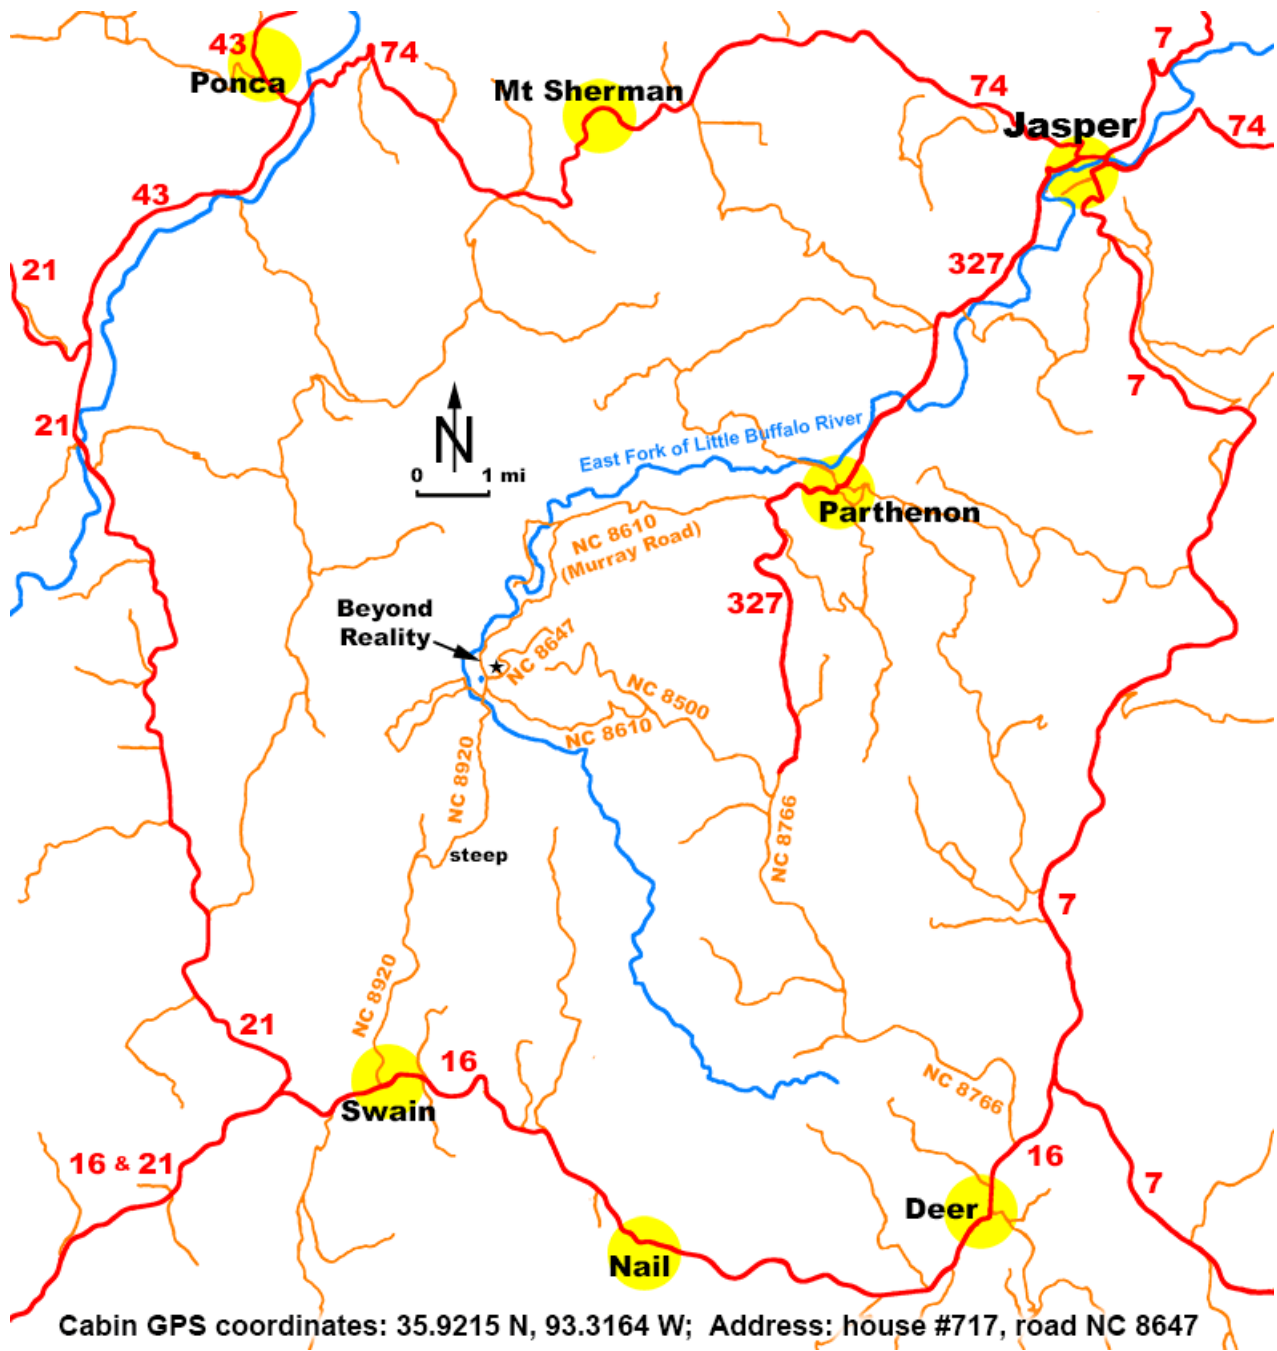 43
Ponca
74
Mt Sherman
7
74
Jasper
74
43
21
327
7
21
N
0 1 mi
East Fork of Little Buffalo River
Parthenon
NC 8610
(Murray Road)
327
Beyond
Reality
NC 8647
NC 8500
NC 8610
NC 8920
steep
NC 8766
7
NC 8920
21
16
Swain
NC 8766
16 & 21
16
7
Deer
Nail
Cabin GPS coordinates: 35.9215 N, 93.3164 W; Address: house #717, road NC 8647